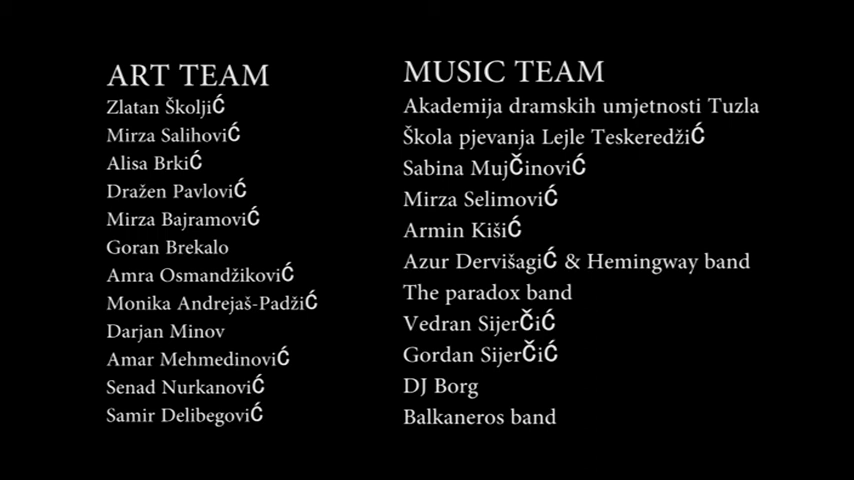 ART TEAM
Zlatan Školjić
Mirza Salihović
Alisa Brkić
Dražen Pavlović
Mirza Bajramović
Goran Brekalo
Amra Osmandžiković
Monika Andrejaš-Padžić
Darjan Minov
Amar Mehmedinović
Senad Nurkanović
Samir Delibegović
MUSIC TEAM
Akademija dramskih umjetnosti Tuzla
Škola pjevanja Lejle Teskeredžić
Sabina Mujčinović
Mirza Selimović
Armin Kišić
Azur Dervišagić & Hemingway band
The paradox band
Vedran Sijerčić
Gordan Sijerčić
DJ Borg
Balkaneros band